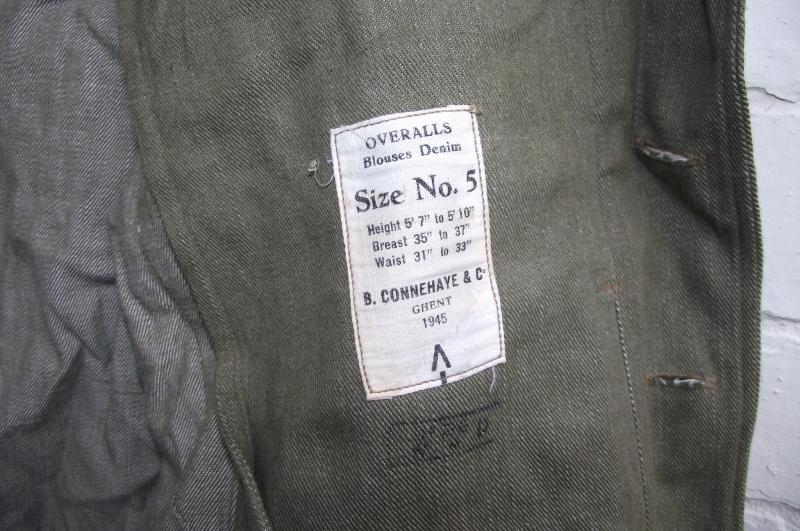 OVERALLS
Blouses Denim
Size No. 5
Height 5' 7" to 5' 10"
Breast 35" to 37"
Waist 31" to 33"
B. CONNEHAYE & Cº
GHENT
1945